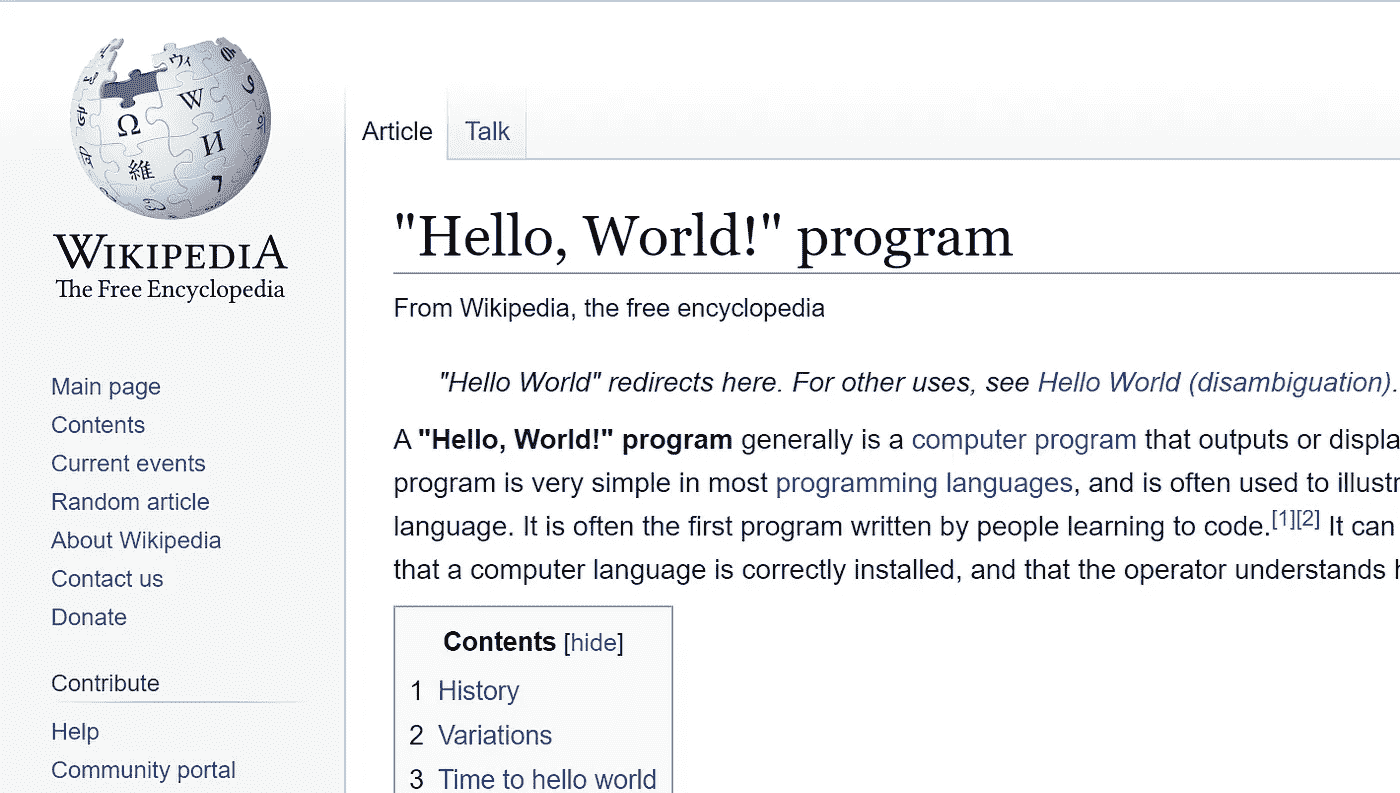 WIKIPEDIA
The Free Encyclopedia
Main page
Contents
Current events
Random article
About Wikipedia
Contact us
Donate
Contribute
Help
Community portal
Article
Talk
"Hello, World!" program
From Wikipedia, the free encyclopedia
"Hello World" redirects here. For other uses, see Hello World (disambiguation).
A "Hello, World!" program generally is a computer program that outputs or displa
program is very simple in most programming languages, and is often used to illustr
language. It is often the first program written by people learning to code.[1][2] It can
that a computer language is correctly installed, and that the operator understands
Contents [hide]
1 History
2 Variations
3 Time to hello world